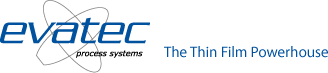 evatec
process systems
The Thin Film Powerhouse